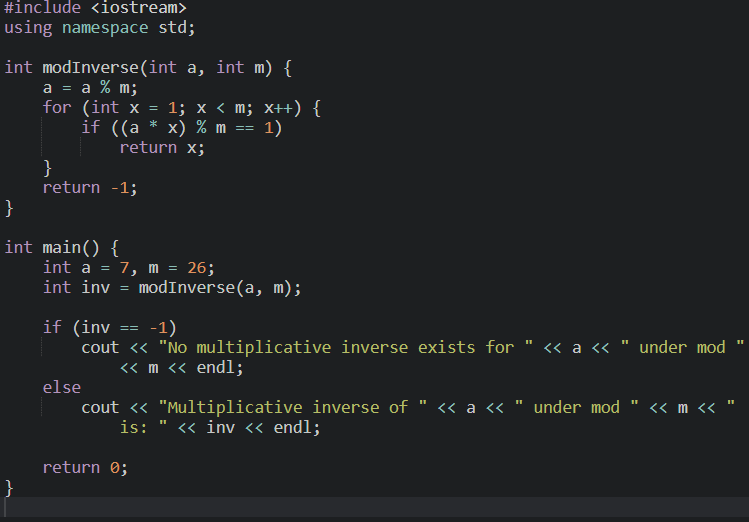 #include <iostream>
using namespace std;

int modInverse(int a, int m) {
    a = a % m;
    for (int x = 1; x < m; x++) {
        if ((a * x) % m == 1)
            return x;
    }
    return -1;
}

int main() {
    int a = 7, m = 26;
    int inv = modInverse(a, m);

    if (inv == -1)
        cout << "No multiplicative inverse exists for " << a << " under mod "
            << m << endl;
    else
        cout << "Multiplicative inverse of " << a << " under mod " << m << "
            is: " << inv << endl;

    return 0;
}